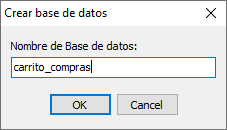 Crear base de datos
Nombre de Base de datos:
carrito_compras
OK
Cancel